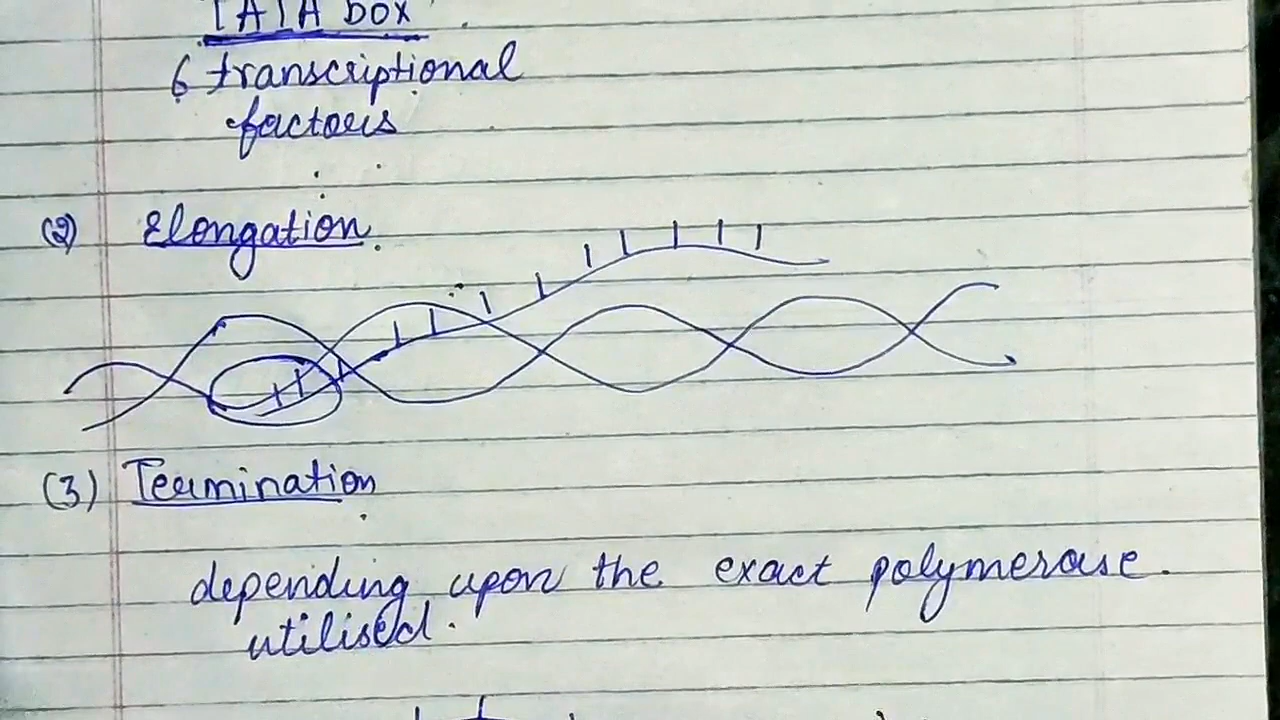 TATA box
6 transcriptional
factors
(2) Elongation.
(3) Termination
depending upon the exact polymerase.
utilised.